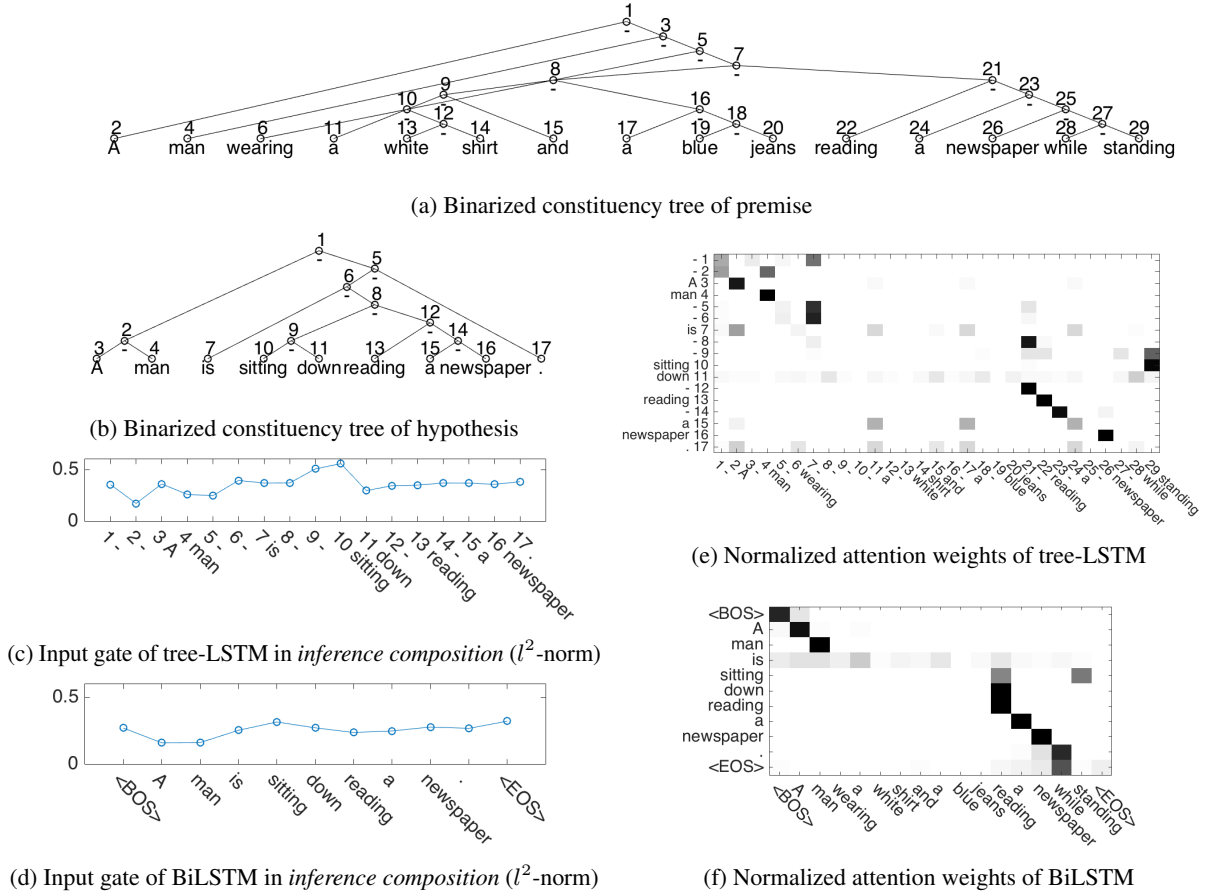 1
3
5
7
8
9
21
10
12
16
18
23
25
27
2 4 6 11 13 14 15 17 19 20 22 24 26 28 29
A man wearing a white shirt and a blue jeans reading a newspaper while standing
(a) Binarized constituency tree of premise
1
5
6
8
2 9 12 14
3 4 7 10 11 13 15 16 17
A man is sitting down reading a newspaper .
(b) Binarized constituency tree of hypothesis
0.5
0
1 -
2 -
3 A
4 man
5 -
6 -
7 is
8 -
9 -
10 sitting
11 down
12 -
13 reading
14 -
15 a
16 newspaper
17 .
(c) Input gate of tree-LSTM in inference composition (l²-norm)
0.5
0
<BOS>
A
man
is
sitting
down
reading
a
newspaper
.
<EOS>
(d) Input gate of BiLSTM in inference composition (l²-norm)
- 1
- 2
A 3
man 4
- 5
- 6
is 7
- 8
- 9
sitting 10
down 11
- 12
reading 13
- 14
a 15
newspaper 16
. 17
1 -
2 A
3 -
4 man
5 -
6 wearing
7 -
8 -
9 -
10 -
11 a
12 -
13 white
14 shirt
15 and
16 -
17 a
18 -
19 blue
20 jeans
21 -
22 reading
23 -
24 a
25 -
26 newspaper
27 -
28 while
29 standing
(e) Normalized attention weights of tree-LSTM
<BOS>
A
man
is
sitting
down
reading
a
newspaper
.
<EOS>
<BOS>
A
man
wearing
a
white
shirt
and
a
blue
jeans
reading
a
newspaper
while
standing
<EOS>
(f) Normalized attention weights of BiLSTM